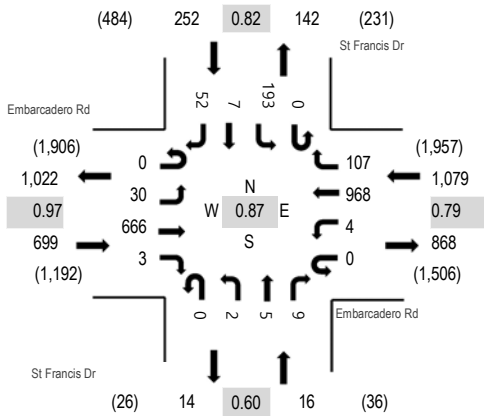 (484) 252 0.82 142 (231)
St Francis Dr
52 7 193 0
Embarcadero Rd
(1,906) (1,957)
0 107
1,022 1,079
30 N 968
0.97 W 0.87 E 0.79
666 S 4
699 868
3 0
(1,192) (1,506)
0 2 5 9
Embarcadero Rd
St Francis Dr
(26) 14 0.60 16 (36)